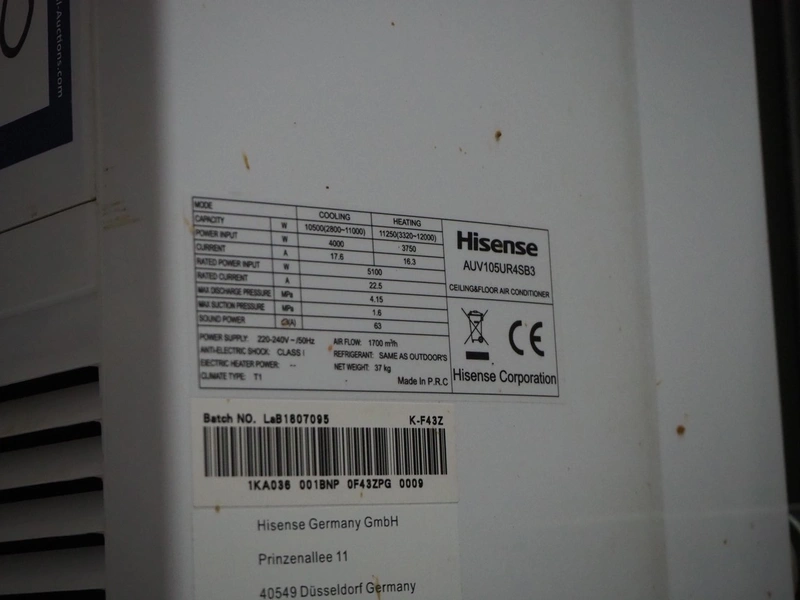 l-Auctions.com
MODE COOLING HEATING
CAPACITY W 10500(2800~11000) 11250(3320~12000)
POWER INPUT W 4000 3750
CURRENT A 17.6 16.3
RATED POWER INPUT W 5100
RATED CURRENT A 22.5
MAX DISCHARGE PRESSURE MPa 4.15
MAX SUCTION PRESSURE MPa 1.6
SOUND POWER dB(A) 63
POWER SUPPLY: 220-240V~/50Hz AIR FLOW: 1700 m³/h
ANTI-ELECTRIC SHOCK: CLASS I REFRIGERANT: SAME AS OUTDOOR'S
ELECTRIC HEATER POWER: -- NET WEIGHT: 37 kg
CLIMATE TYPE: T1 Made In P.R.C
Hisense
AUV105UR4SB3
CEILING&FLOOR AIR CONDITIONER
CE
Hisense Corporation
Batch NO. LaB1607095 K-F43Z
1KA036 001BNP 0F43ZPG 0009
Hisense Germany GmbH
Prinzenallee 11
40549 Düsseldorf Germany